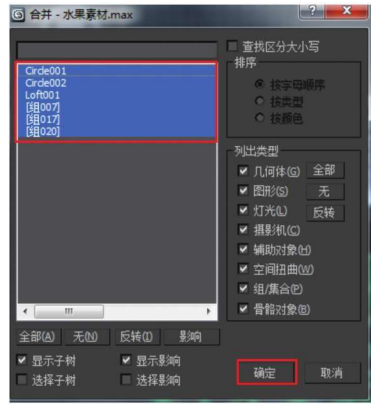 合并 - 水果素材.max
查找区分大小写
排序
按字母顺序
按类型
按颜色
Circle001
Circle002
Loft001
[组007]
[组017]
[组020]
列出类型
几何体(G) 全部
图形(S) 无
灯光(L) 反转
摄影机(C)
辅助对象(H)
空间扭曲(W)
组/集合(P)
骨骼对象(B)
全部(A) 无(N) 反转(I) 影响
显示子树 显示影响
选择子树 选择影响
确定 取消